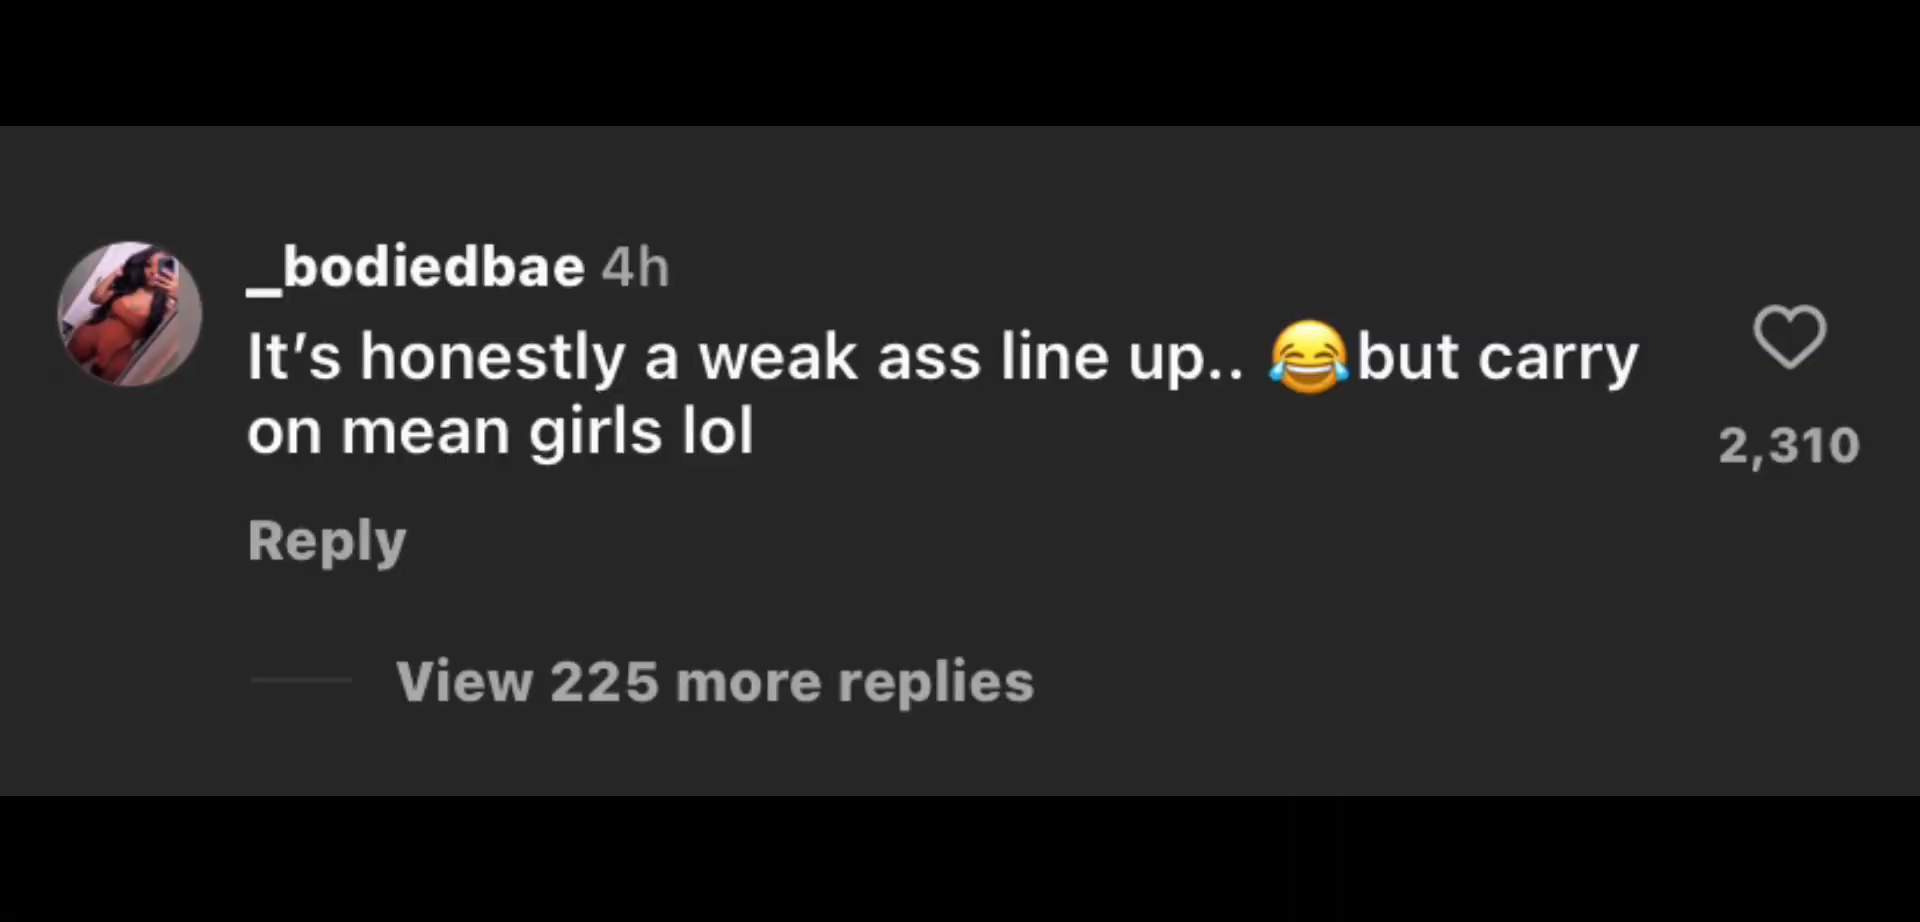 _bodiedbae 4h
It’s honestly a weak ass line up.. 😂but carry
on mean girls lol
2,310
Reply
View 225 more replies